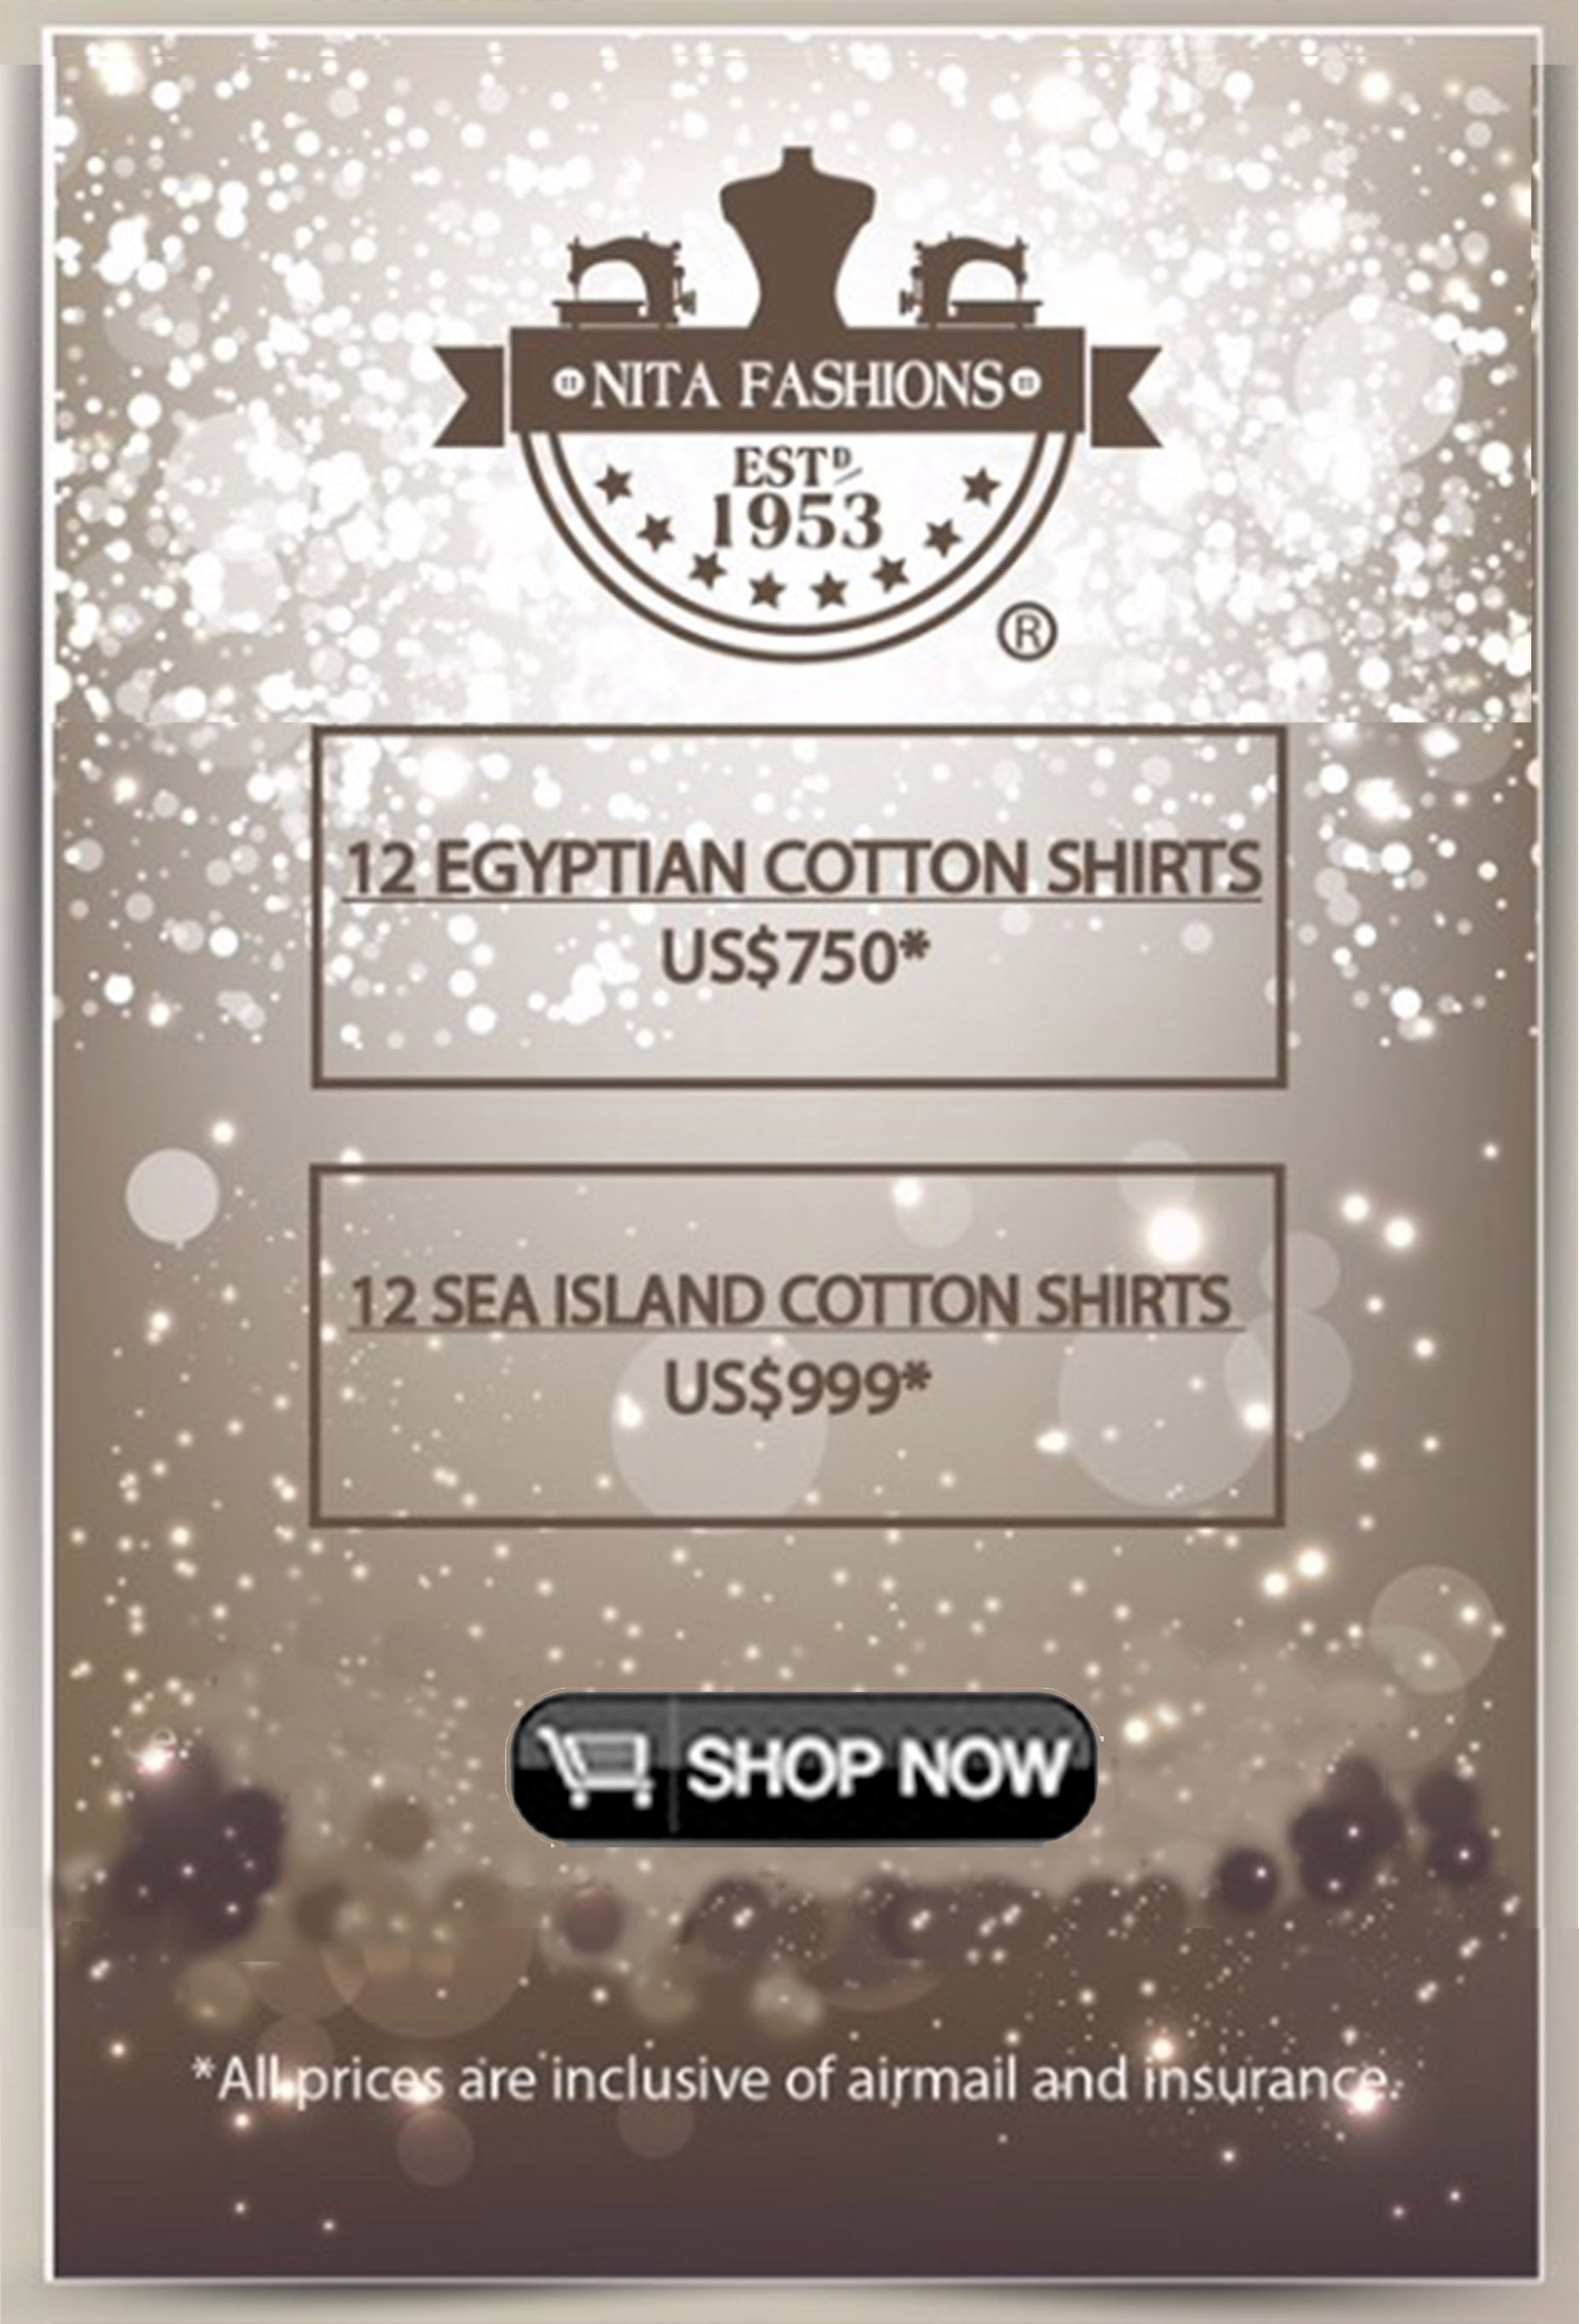 NITA FASHIONS
ESTD
1953
®
12 EGYPTIAN COTTON SHIRTS
US$750*
12 SEA ISLAND COTTON SHIRTS
US$999*
SHOP NOW
*All prices are inclusive of airmail and insurance.